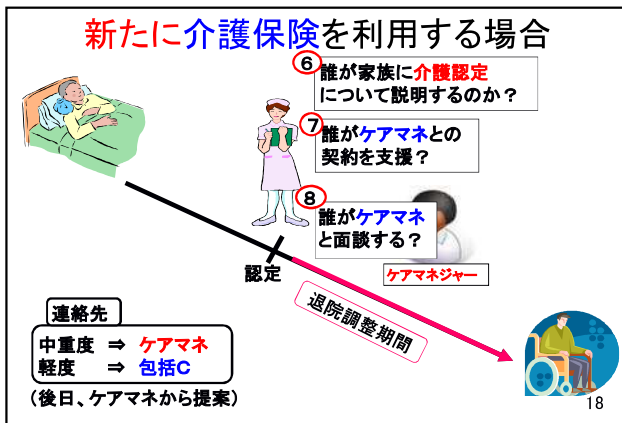 新たに介護保険を利用する場合
⑥
誰が家族に介護認定
について説明するのか？
⑦
誰がケアマネとの
契約を支援？
⑧
誰がケアマネ
と面談する？
ケアマネジャー
認定
退院調整期間
連絡先
中重度 ⇒ ケアマネ
軽度 ⇒ 包括C
(後日、ケアマネから提案)
18